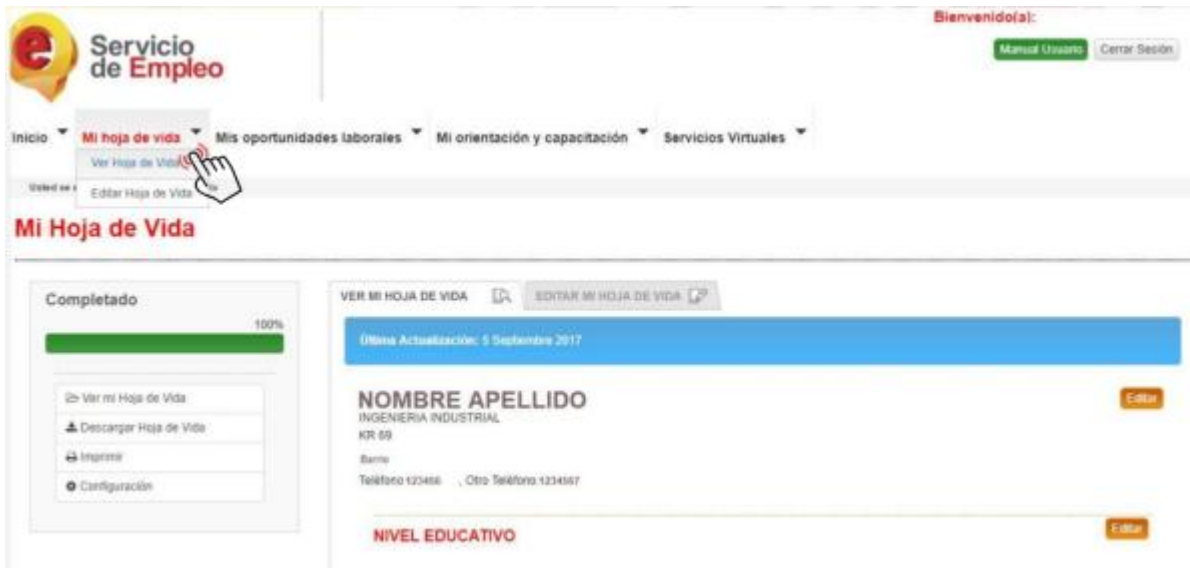 Bienvenido(a):
Servicio
de Empleo
Manual Usuario
Cerrar Sesión
Inicio
Mi hoja de vida
Mis oportunidades laborales
Mi orientación y capacitación
Servicios Virtuales
Ver Hoja de Vida
Usted se
Editar Hoja de Vida
Mi Hoja de Vida
Completado
100%
Ver mi Hoja de Vida
Descargar Hoja de Vida
Imprimir
Configuración
VER MI HOJA DE VIDA
EDITAR MI HOJA DE VIDA
Última Actualización: 5 Septiembre 2017
NOMBRE APELLIDO
Editar
INGENIERIA INDUSTRIAL
KR 69
Barrio
Teléfono 123456 , Otro Teléfono 1234567
NIVEL EDUCATIVO
Editar